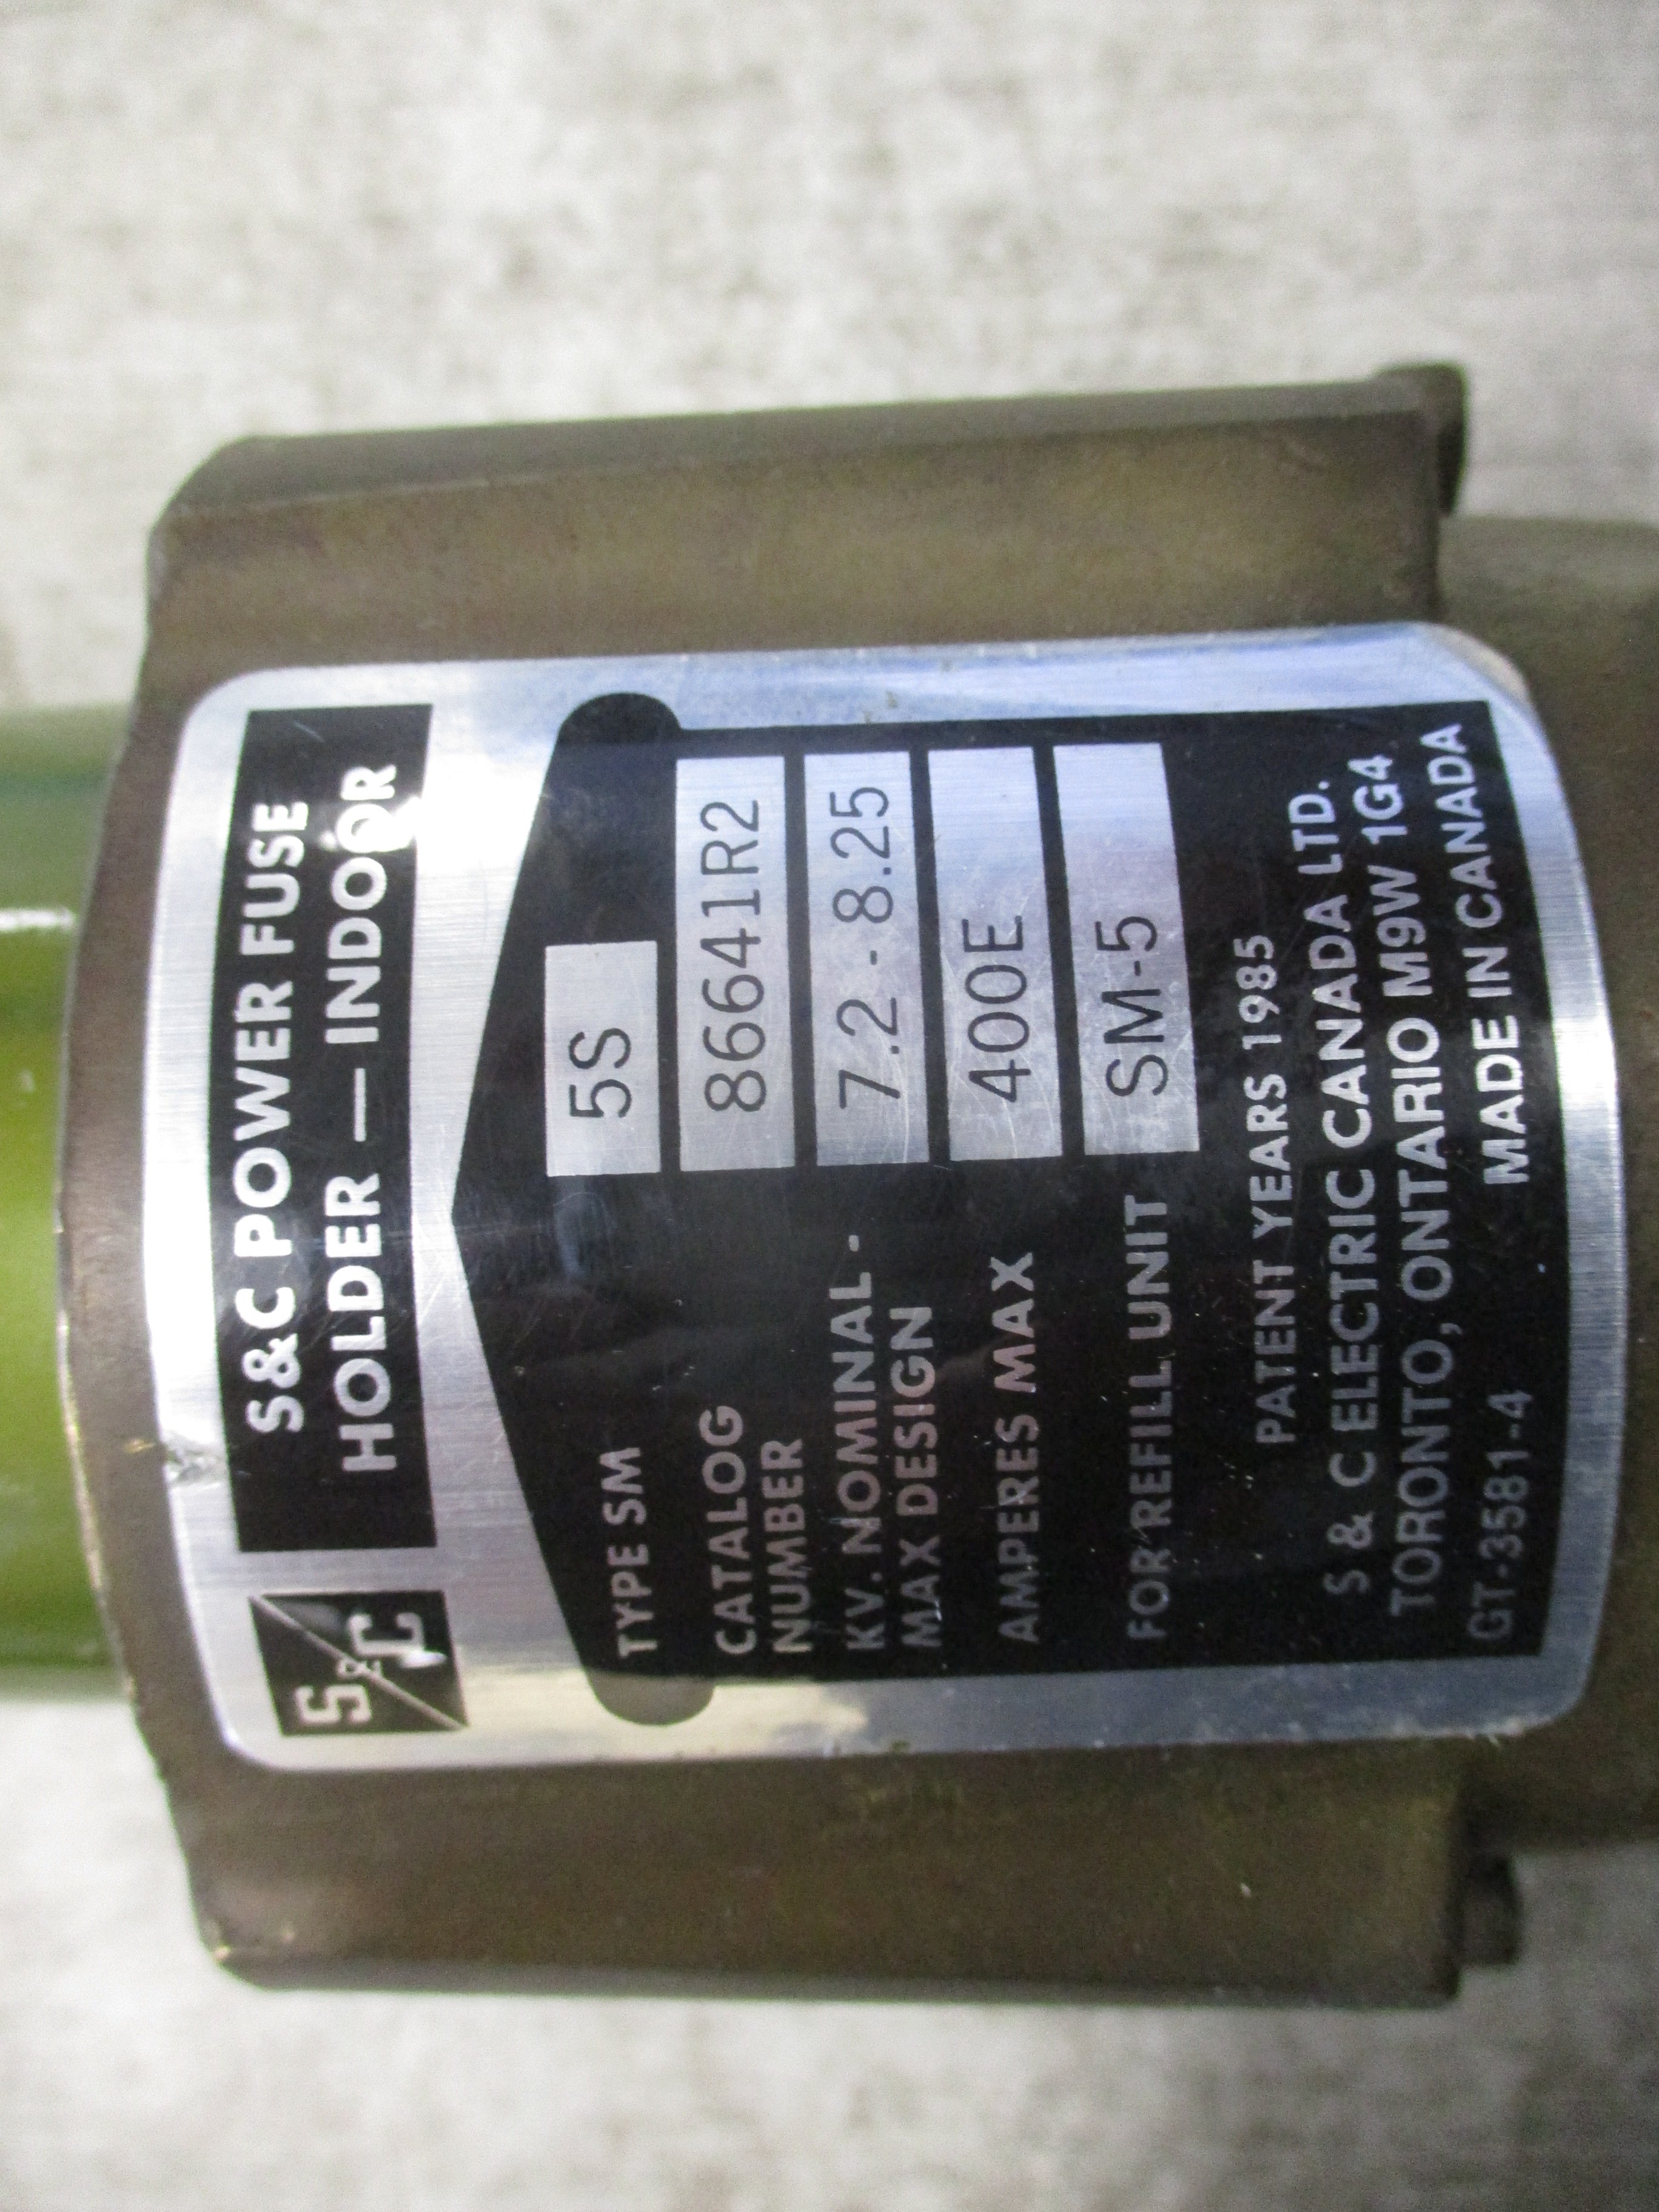 S&C
S&C POWER FUSE
HOLDER — INDOOR
TYPE SM 5S
CATALOG
NUMBER 86641R2
KV. NOMINAL - 7.2 - 8.25
MAX DESIGN
AMPERES MAX 400E
FOR REFILL UNIT SM-5
PATENT YEARS 1985
S & C ELECTRIC CANADA LTD.
TORONTO, ONTARIO M9W 1G4
GT-3581-4 MADE IN CANADA